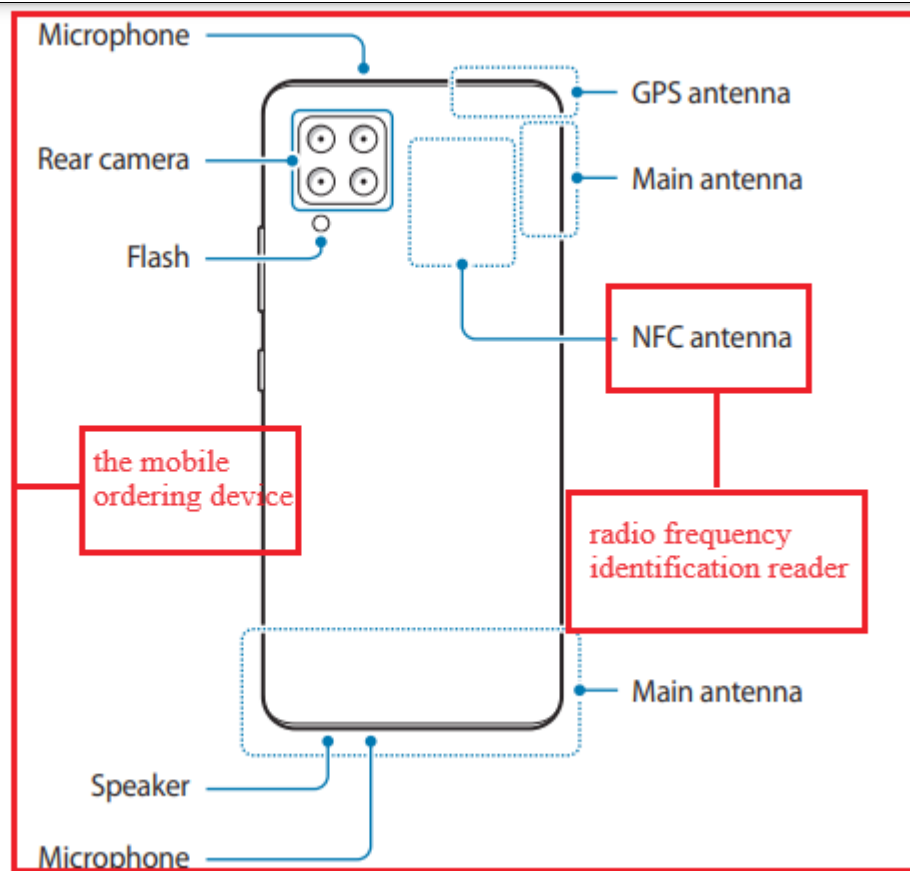 Microphone
GPS antenna
Rear camera
Main antenna
Flash
NFC antenna
the mobile
ordering device
radio frequency
identification reader
Main antenna
Speaker
Microphone